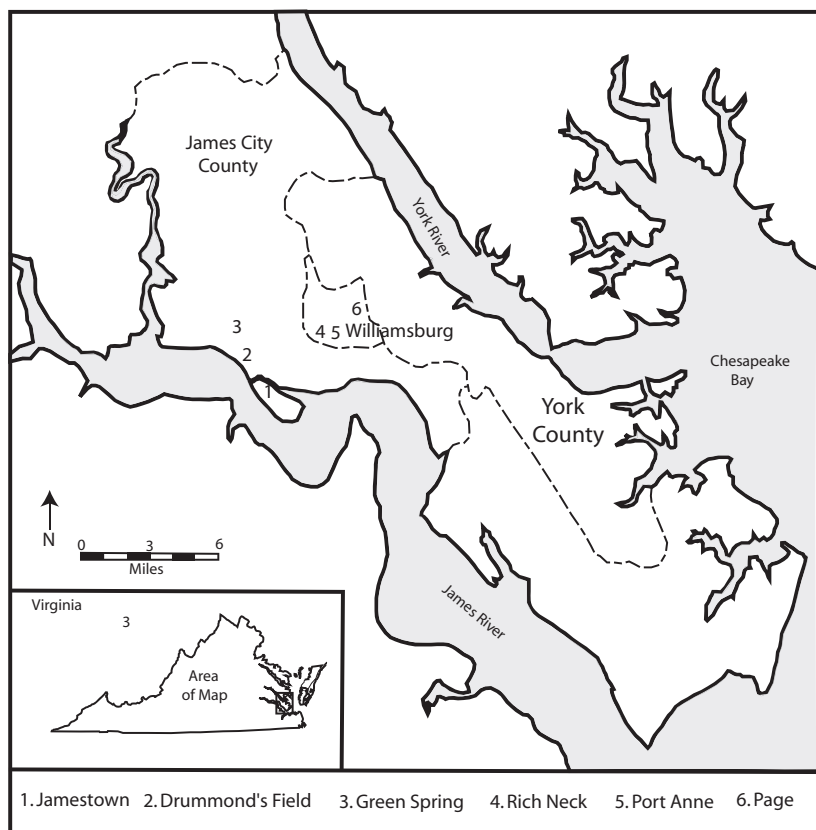 James City
County
York River
6
3
4 5 Williamsburg
2
Chesapeake
Bay
1
York
County
N
0 3 6
Miles
James River
Virginia
3
Area
of Map
1. Jamestown 2. Drummond's Field 3. Green Spring 4. Rich Neck 5. Port Anne 6. Page